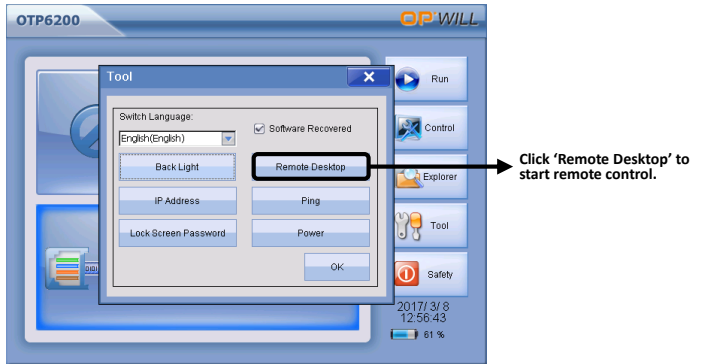 OTP6200
OPWILL
Tool
X
Run
Switch Language:
Software Recovered
English(English)
Control
Back Light
Remote Desktop
Click ‘Remote Desktop’ to
start remote control.
Explorer
IP Address
Ping
Tool
Lock Screen Password
Power
OK
Safety
2017/ 3/ 8
12:56:43
61 %